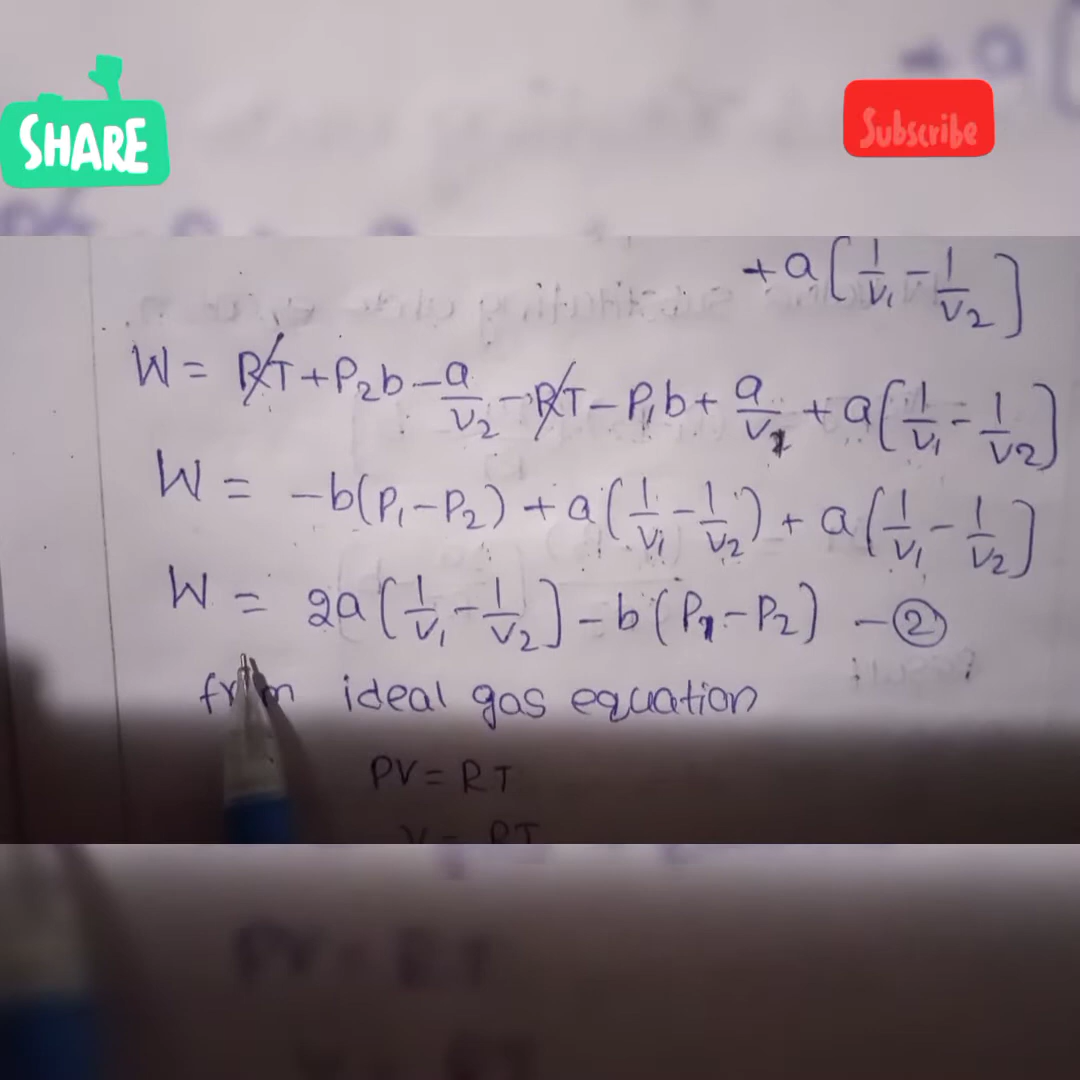 SHARE
Subscribe
+a[1/V₁ - 1/V₂]
W = RT + P₂b - a/V₂ - RT - P₁b + a/V₁ + a[1/V₁ - 1/V₂]
W = -b(P₁-P₂) + a(1/V₁ - 1/V₂) + a(1/V₁ - 1/V₂]
W = 2a[1/V₁ - 1/V₂] - b(P₁ - P₂) - ②
from ideal gas equation
PV = RT
V = RT